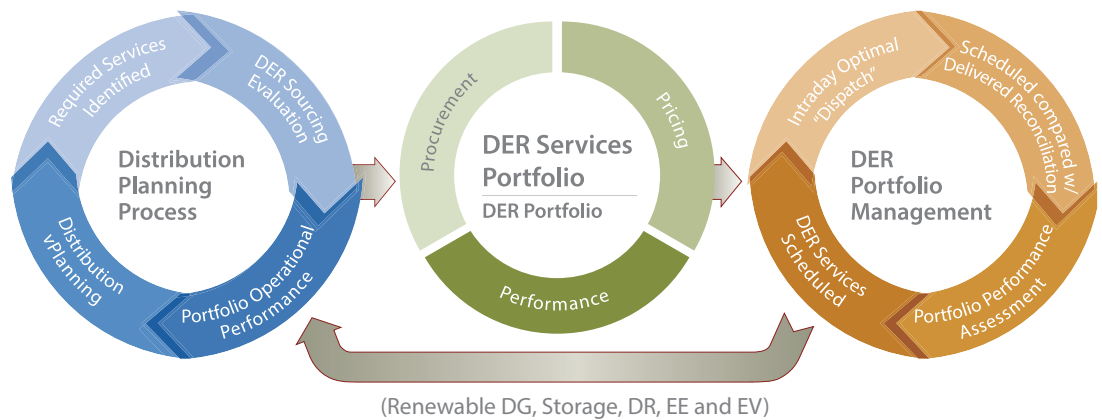 Required Services
Identified
DER Sourcing
Evaluation
Portfolio Operational
Performance
Distribution
vPlanning
Distribution
Planning
Process
Procurement
Pricing
Performance
DER Services
Portfolio
DER Portfolio
Intraday Optimal
“Dispatch”
Scheduled compared w/
Delivered Reconciliation
Portfolio Performance
Assessment
DER Services
Scheduled
DER
Portfolio
Management
(Renewable DG, Storage, DR, EE and EV)